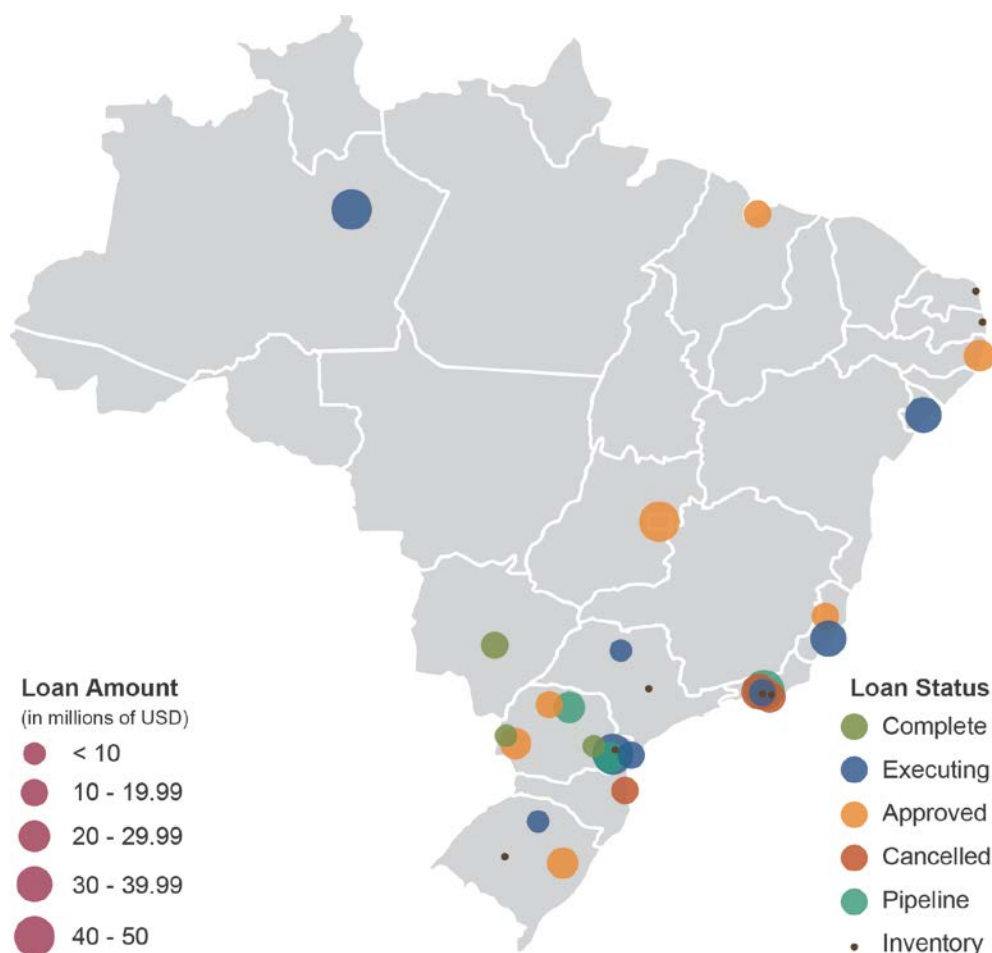 Loan Amount
(in millions of USD)
< 10
10 - 19.99
20 - 29.99
30 - 39.99
40 - 50
Loan Status
Complete
Executing
Approved
Cancelled
Pipeline
Inventory